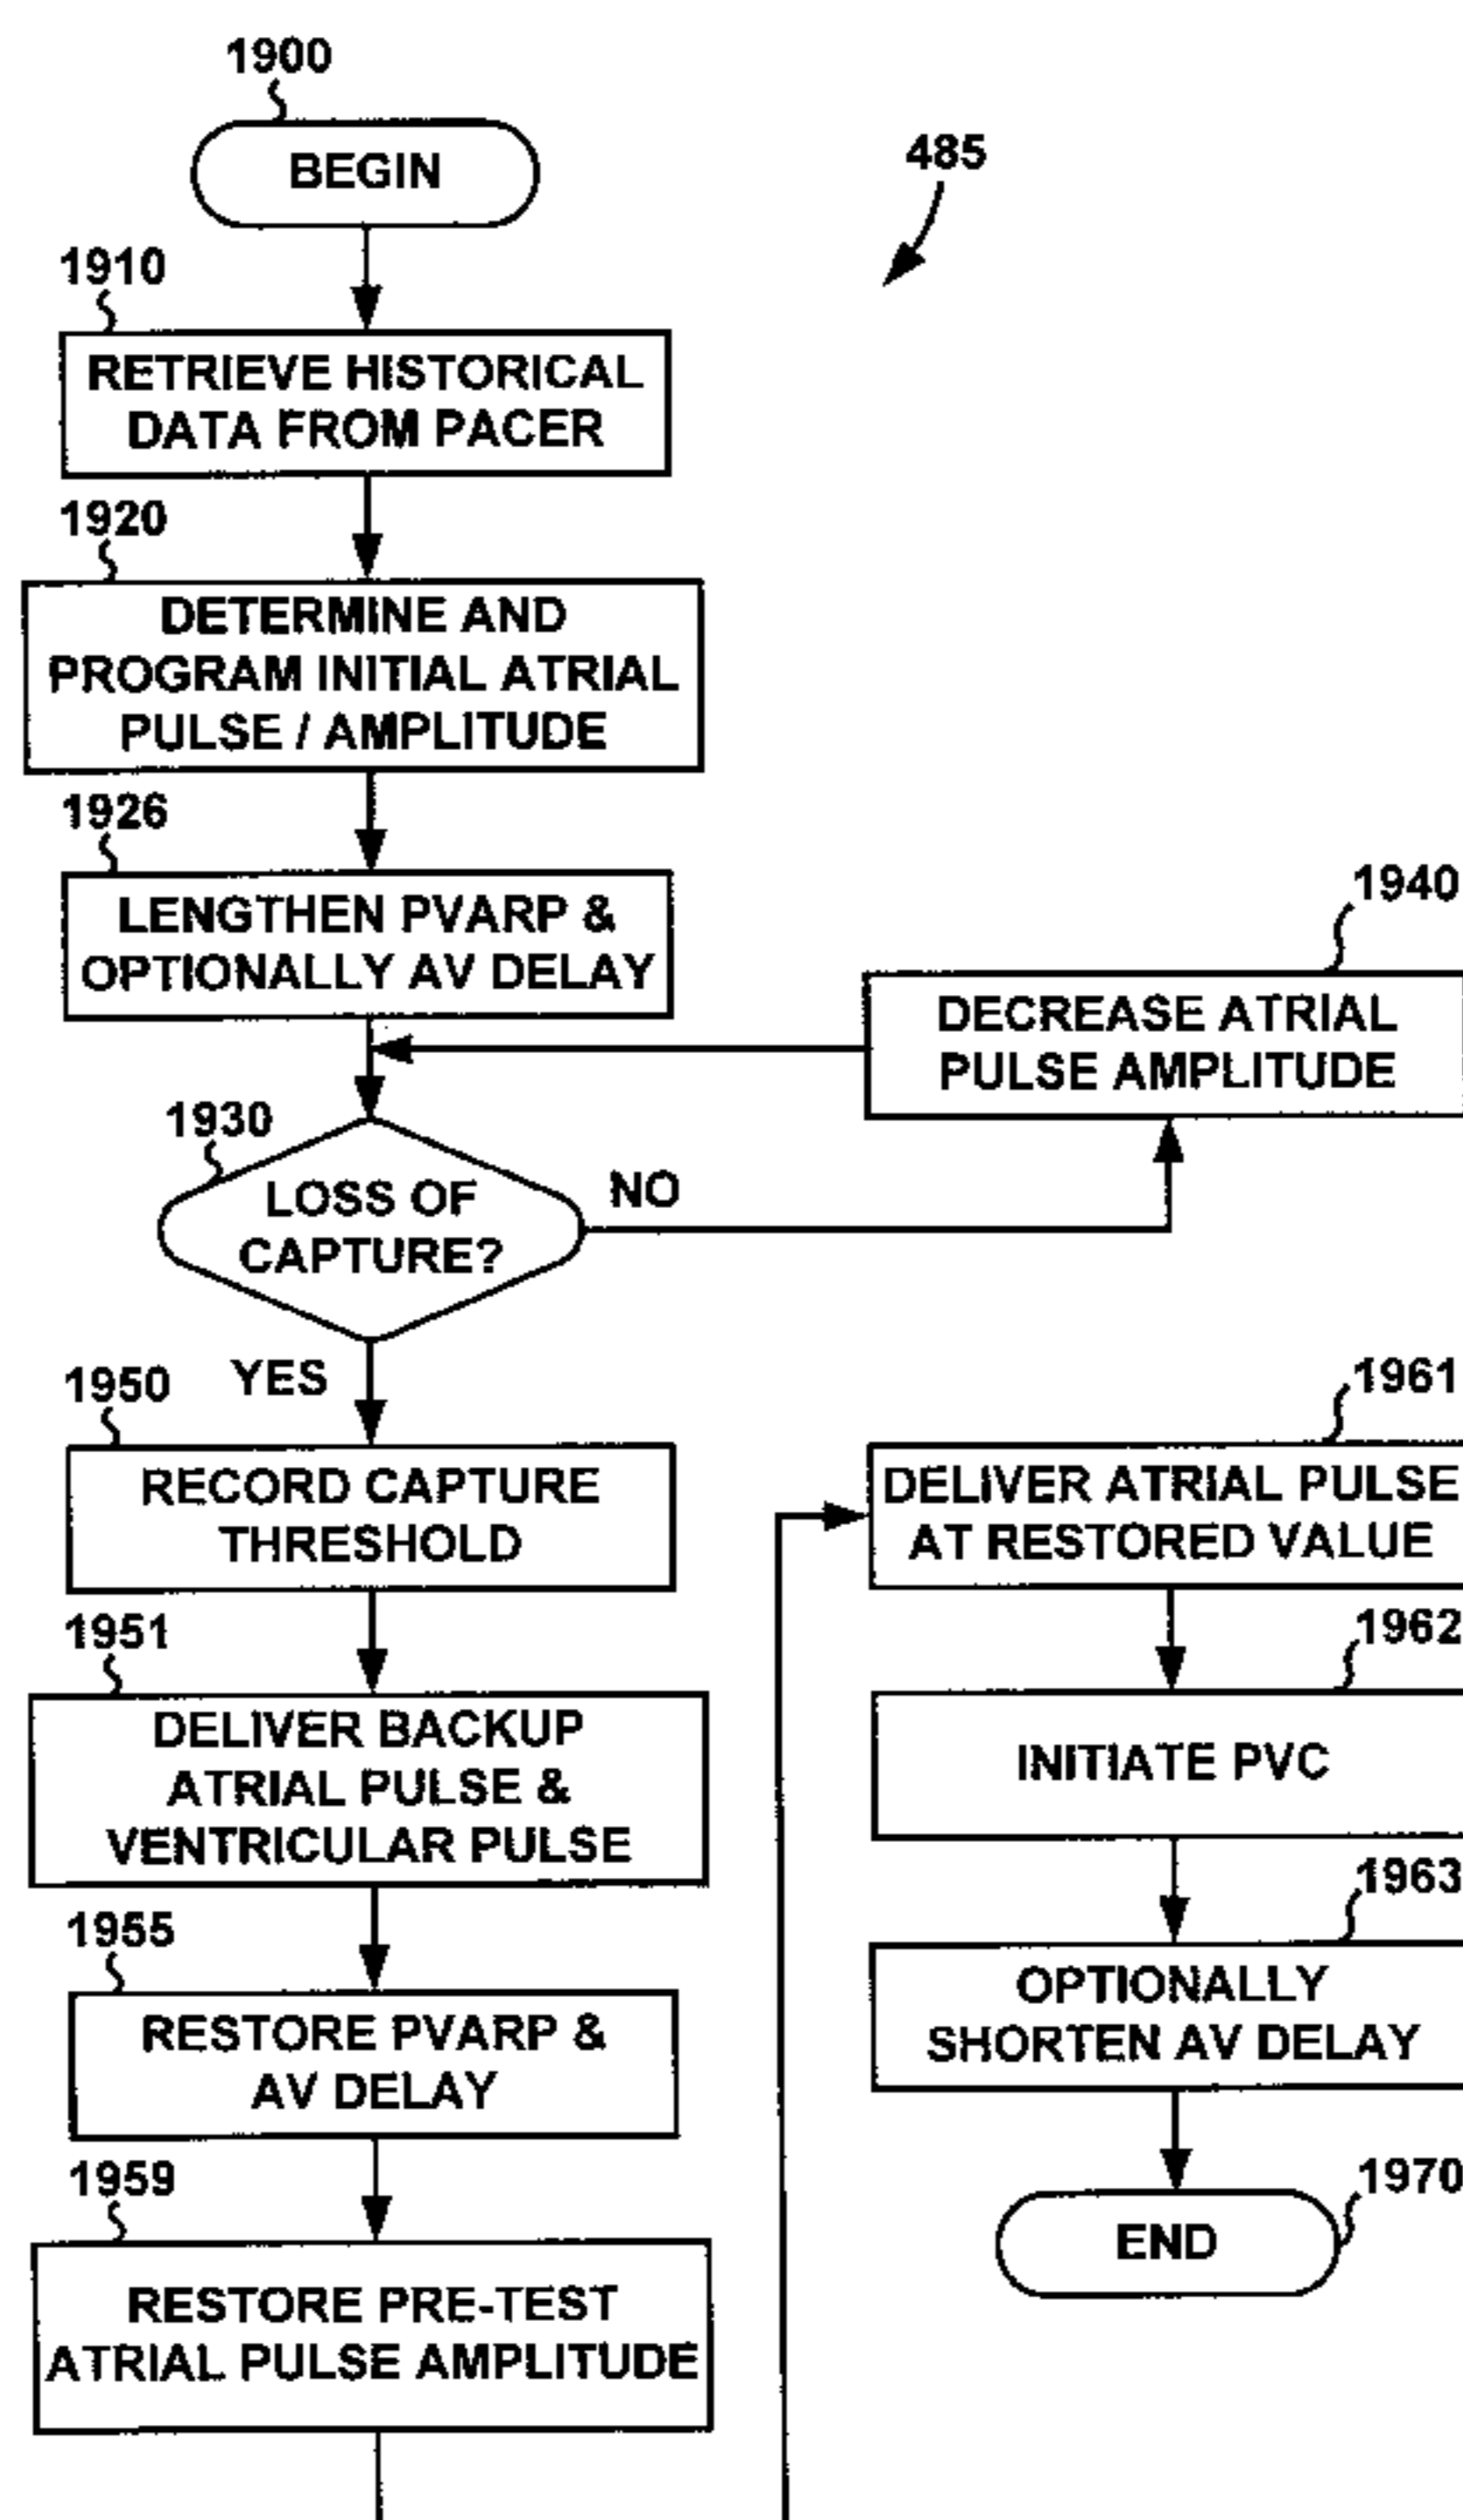 1900
BEGIN
485
1910
RETRIEVE HISTORICAL
DATA FROM PACER
1920
DETERMINE AND
PROGRAM INITIAL ATRIAL
PULSE / AMPLITUDE
1926
LENGTHEN PVARP &
OPTIONALLY AV DELAY
1940
DECREASE ATRIAL
PULSE AMPLITUDE
1930
LOSS OF
CAPTURE?
NO
YES
1950
RECORD CAPTURE
THRESHOLD
1951
DELIVER BACKUP
ATRIAL PULSE &
VENTRICULAR PULSE
1955
RESTORE PVARP &
AV DELAY
1959
RESTORE PRE-TEST
ATRIAL PULSE AMPLITUDE
1961
DELIVER ATRIAL PULSE
AT RESTORED VALUE
1962
INITIATE PVC
1963
OPTIONALLY
SHORTEN AV DELAY
1970
END